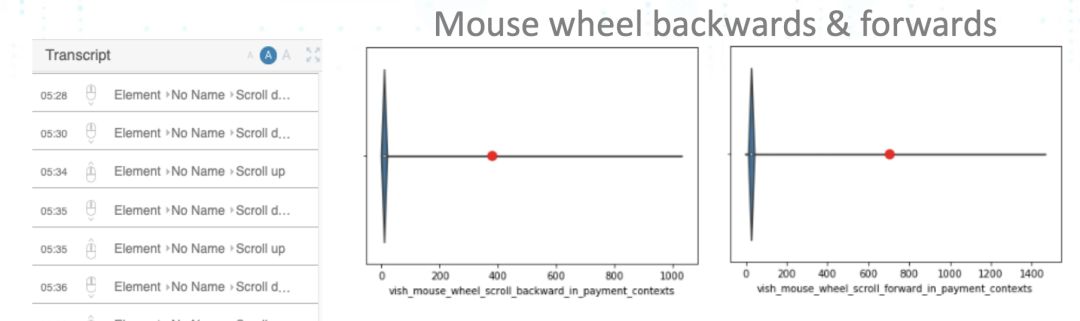 Mouse wheel backwards & forwards
Transcript A A A
05:28 Element No Name Scroll d...
05:30 Element No Name Scroll d...
05:34 Element No Name Scroll up
05:35 Element No Name Scroll d...
05:35 Element No Name Scroll up
05:36 Element No Name Scroll d...
0 200 400 600 800 1000
vish_mouse_wheel_scroll_backward_in_payment_contexts
0 200 400 600 800 1000 1200 1400
vish_mouse_wheel_scroll_forward_in_payment_contexts